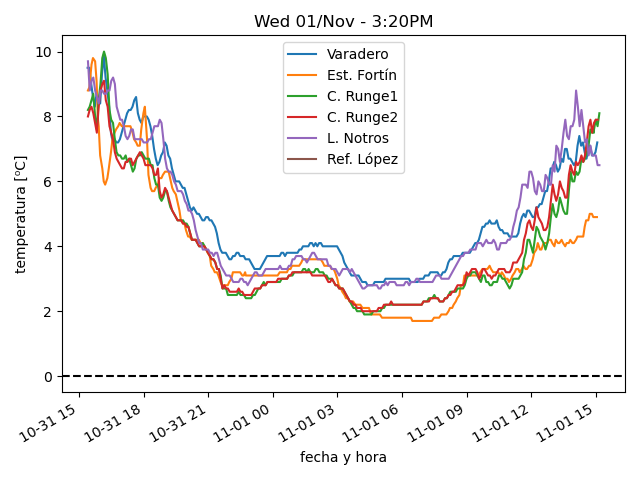 Wed 01/Nov - 3:20PM
Varadero
Est. Fortín
C. Runge1
C. Runge2
L. Notros
Ref. López
temperatura [ºC]
10
8
6
4
2
0
10-31 15
10-31 18
10-31 21
11-01 00
11-01 03
11-01 06
11-01 09
11-01 12
11-01 15
fecha y hora